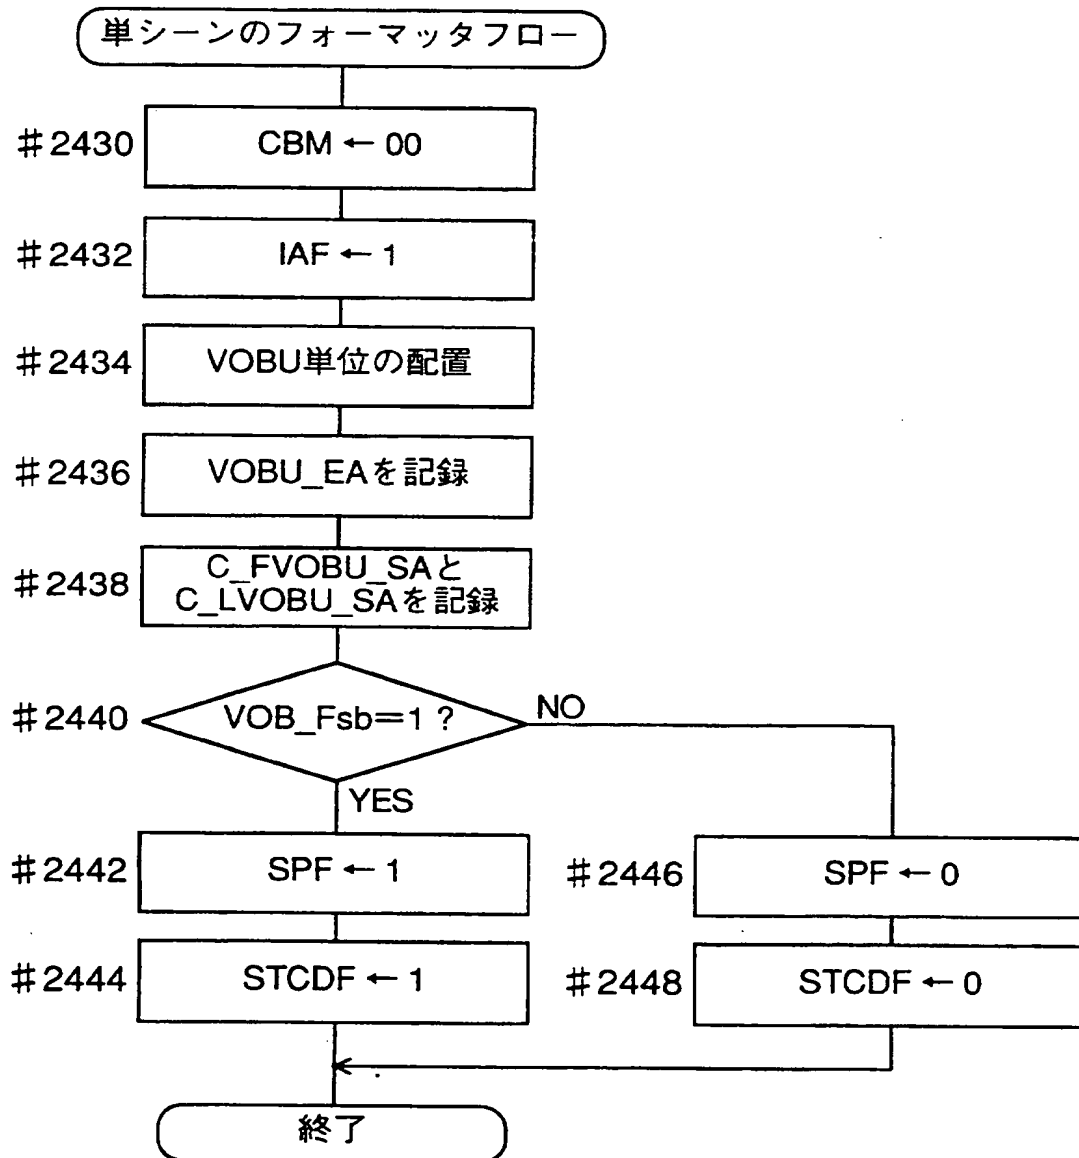 単シーンのフォーマッタフロー
#2430
CBM ← 00
#2432
IAF ← 1
#2434
VOBU単位の配置
#2436
VOBU_EAを記録
#2438
C_FVOBU_SAと
C_LVOBU_SAを記録
#2440
VOB_Fsb=1 ?
NO
YES
#2442
SPF ← 1
#2446
SPF ← 0
#2444
STCDF ← 1
#2448
STCDF ← 0
終了